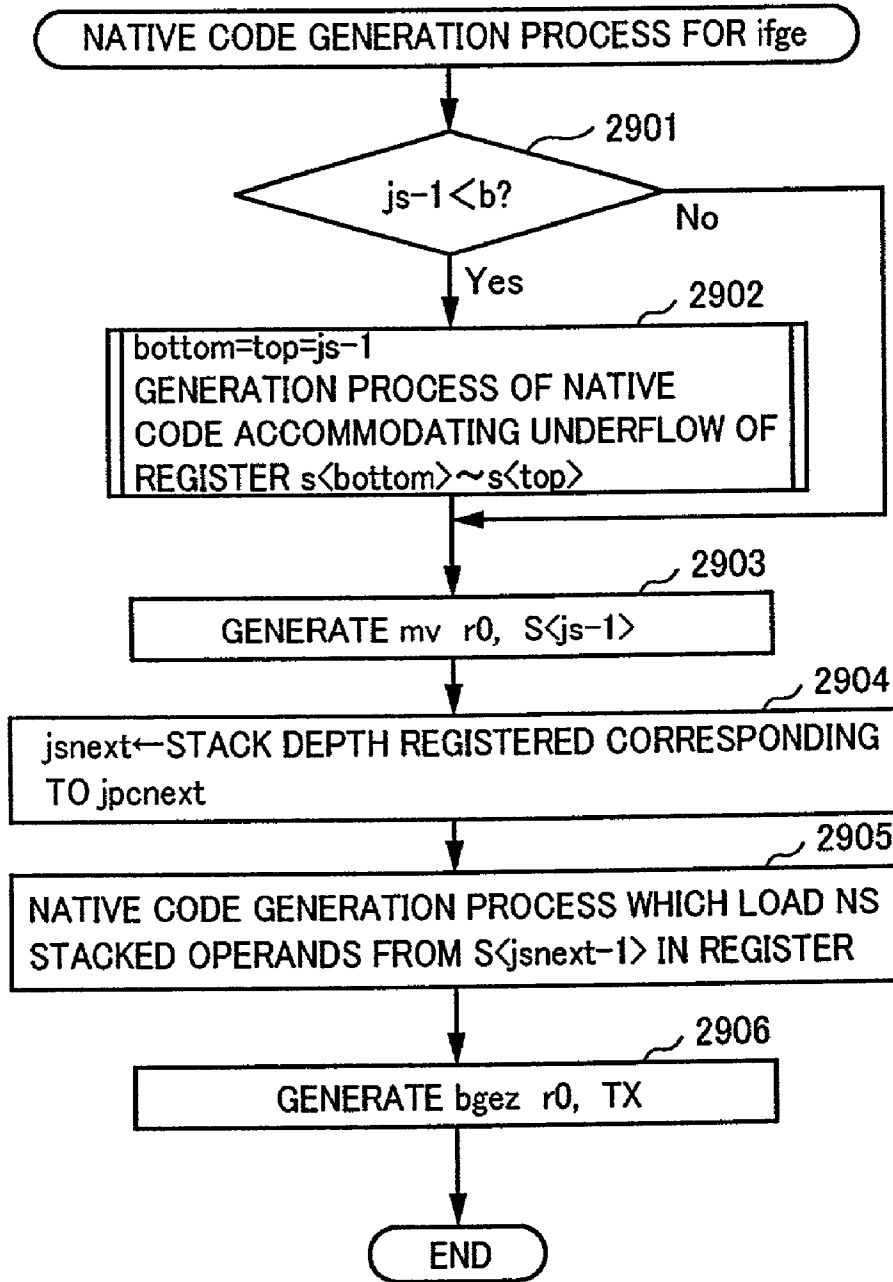 NATIVE CODE GENERATION PROCESS FOR ifge
2901
js-1<b?
No
Yes
2902
bottom=top=js-1
GENERATION PROCESS OF NATIVE
CODE ACCOMMODATING UNDERFLOW OF
REGISTER s<bottom>~s<top>
2903
GENERATE mv r0, S<js-1>
2904
jsnext←STACK DEPTH REGISTERED CORRESPONDING
TO jpcnext
2905
NATIVE CODE GENERATION PROCESS WHICH LOAD NS
STACKED OPERANDS FROM S<jsnext-1> IN REGISTER
2906
GENERATE bgez r0, TX
END